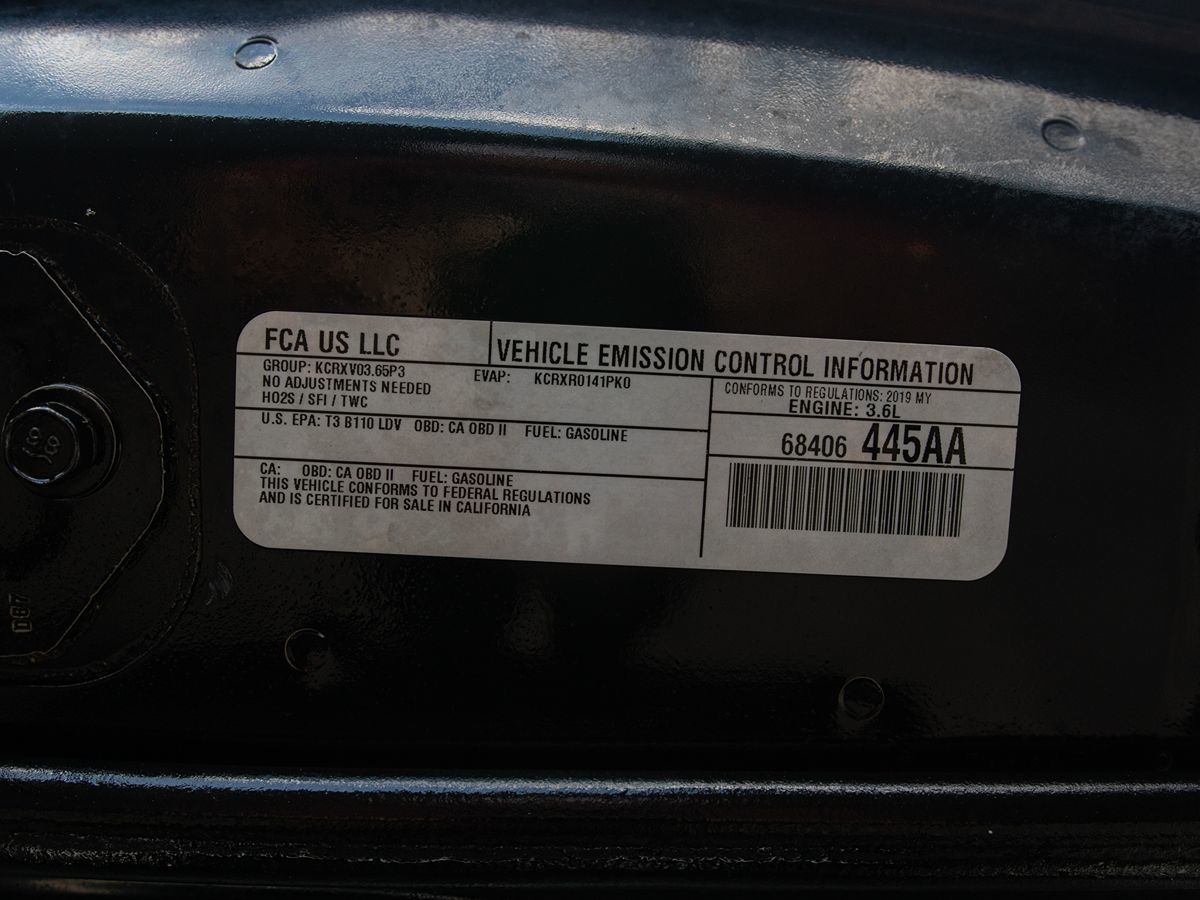 FCA US LLC
VEHICLE EMISSION CONTROL INFORMATION
GROUP: KCRXV03.65P3
EVAP: KCRXR0141PK0
NO ADJUSTMENTS NEEDED
HO2S / SFI / TWC
CONFORMS TO REGULATIONS: 2019 MY
ENGINE: 3.6L
U.S. EPA: T3 B110 LDV OBD: CA OBD II FUEL: GASOLINE
68406 445AA
CA: OBD: CA OBD II FUEL: GASOLINE
THIS VEHICLE CONFORMS TO FEDERAL REGULATIONS
AND IS CERTIFIED FOR SALE IN CALIFORNIA
D87